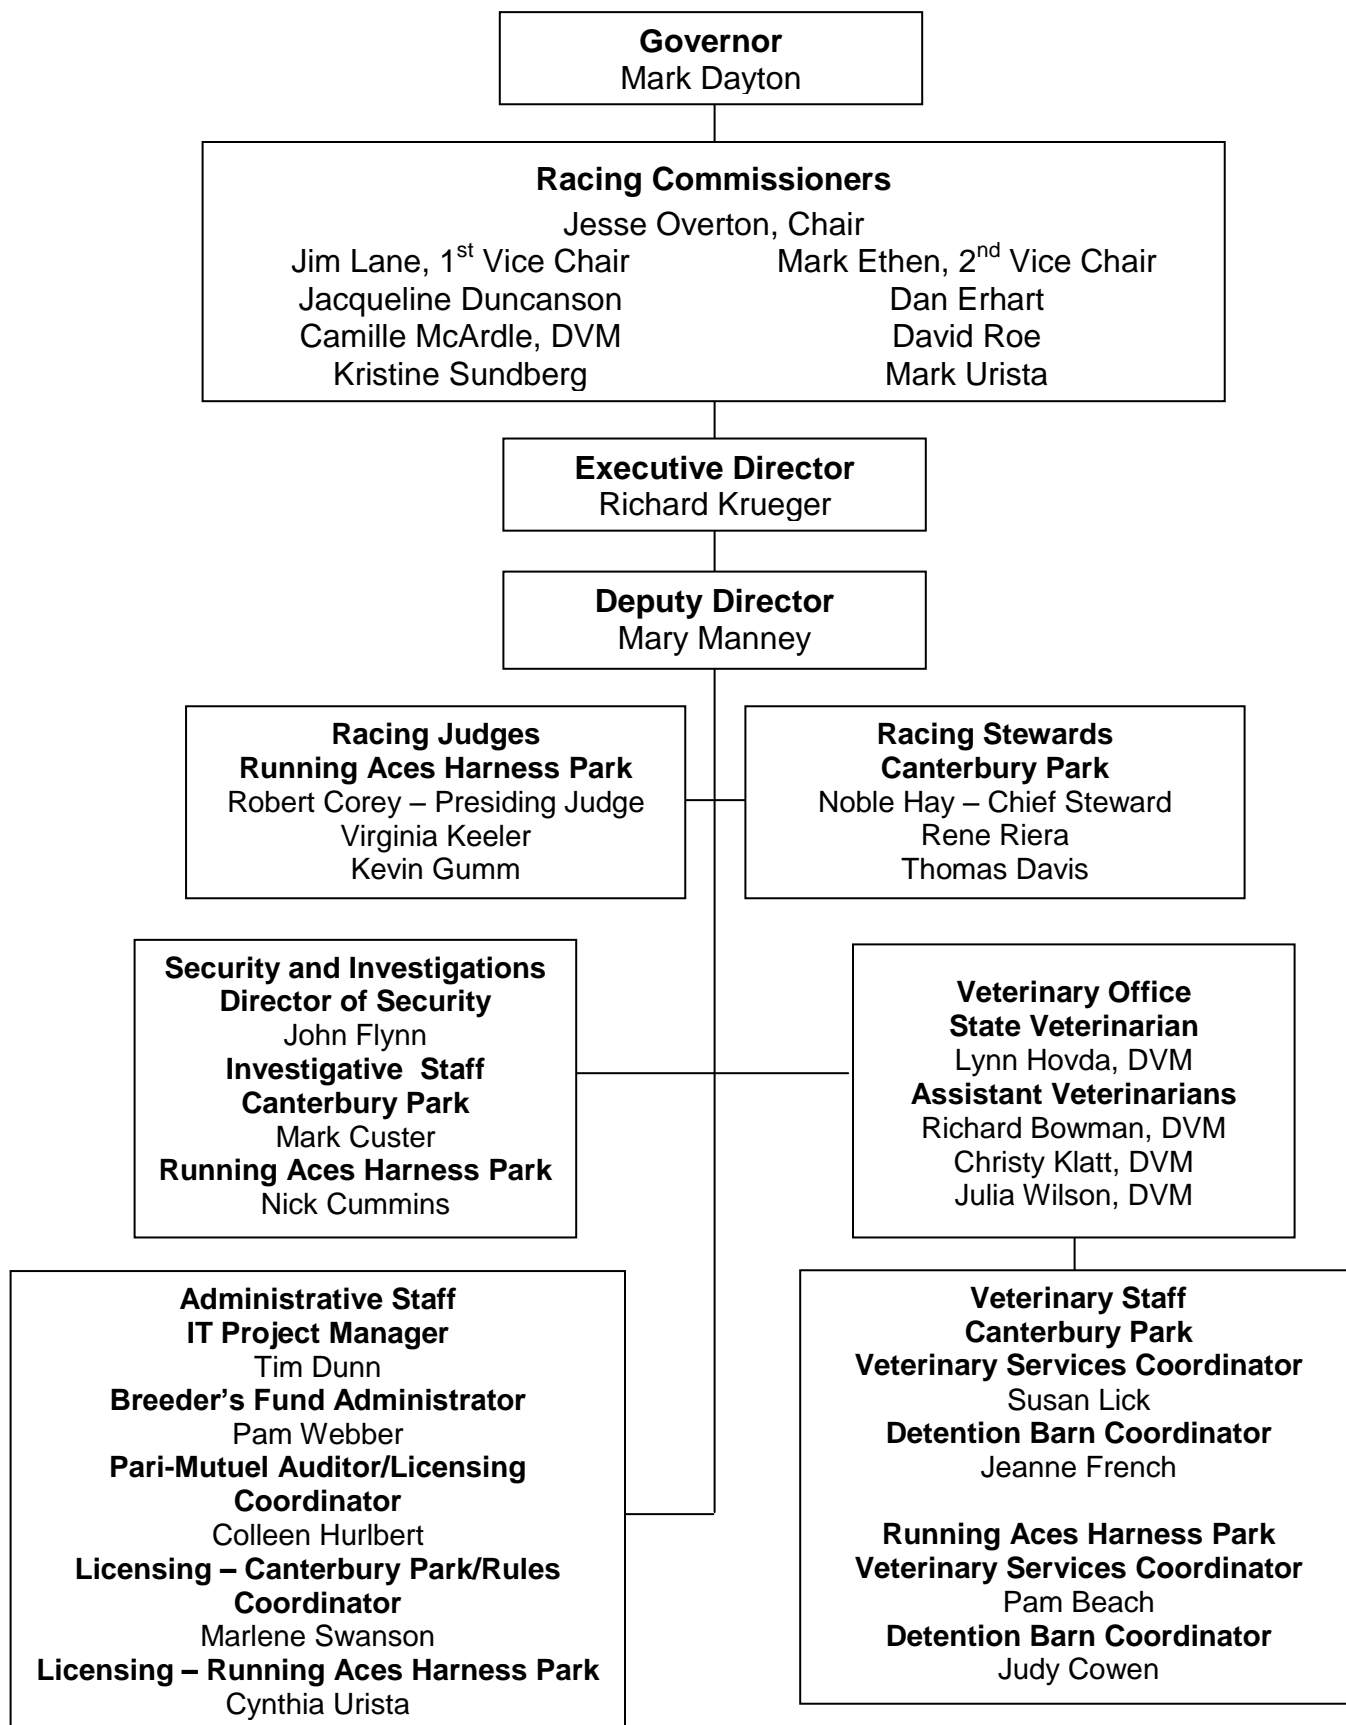 Governor
Mark Dayton
Racing Commissioners
Jesse Overton, Chair
Jim Lane, 1st Vice Chair
Mark Ethen, 2nd Vice Chair
Jacqueline Duncanson
Dan Erhart
Camille McArdle, DVM
David Roe
Kristine Sundberg
Mark Urista
Executive Director
Richard Krueger
Deputy Director
Mary Manney
Racing Judges
Running Aces Harness Park
Robert Corey – Presiding Judge
Virginia Keeler
Kevin Gumm
Racing Stewards
Canterbury Park
Noble Hay – Chief Steward
Rene Riera
Thomas Davis
Security and Investigations
Director of Security
John Flynn
Investigative Staff
Canterbury Park
Mark Custer
Running Aces Harness Park
Nick Cummins
Veterinary Office
State Veterinarian
Lynn Hovda, DVM
Assistant Veterinarians
Richard Bowman, DVM
Christy Klatt, DVM
Julia Wilson, DVM
Administrative Staff
IT Project Manager
Tim Dunn
Breeder’s Fund Administrator
Pam Webber
Pari-Mutuel Auditor/Licensing
Coordinator
Colleen Hurlbert
Licensing – Canterbury Park/Rules
Coordinator
Marlene Swanson
Licensing – Running Aces Harness Park
Cynthia Urista
Veterinary Staff
Canterbury Park
Veterinary Services Coordinator
Susan Lick
Detention Barn Coordinator
Jeanne French
Running Aces Harness Park
Veterinary Services Coordinator
Pam Beach
Detention Barn Coordinator
Judy Cowen